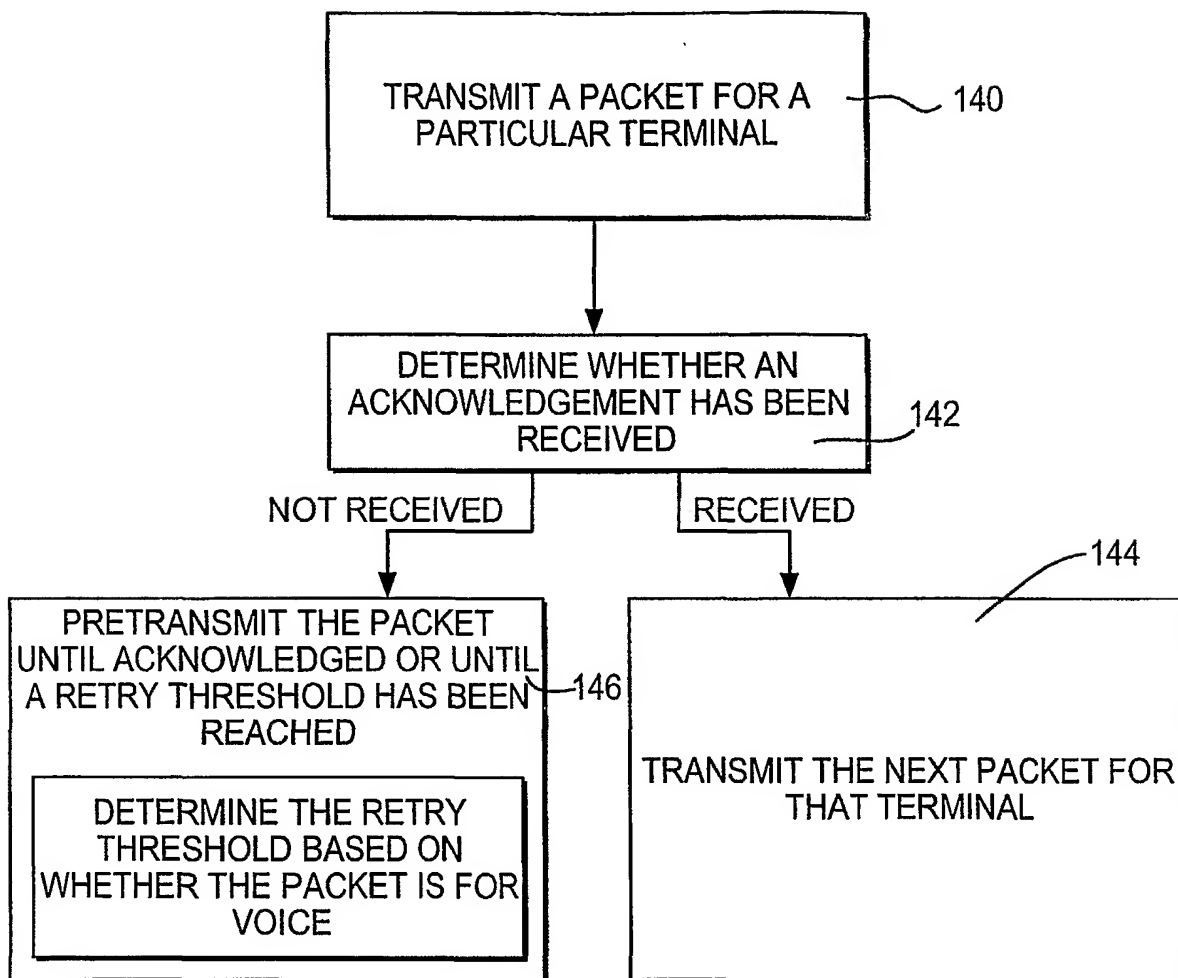 TRANSMIT A PACKET FOR A
PARTICULAR TERMINAL
140
DETERMINE WHETHER AN
ACKNOWLEDGEMENT HAS BEEN
RECEIVED
142
NOT RECEIVED
RECEIVED
144
PRETRANSMIT THE PACKET
UNTIL ACKNOWLEDGED OR UNTIL
A RETRY THRESHOLD HAS BEEN
REACHED
146
DETERMINE THE RETRY
THRESHOLD BASED ON
WHETHER THE PACKET IS FOR
VOICE
TRANSMIT THE NEXT PACKET FOR
THAT TERMINAL